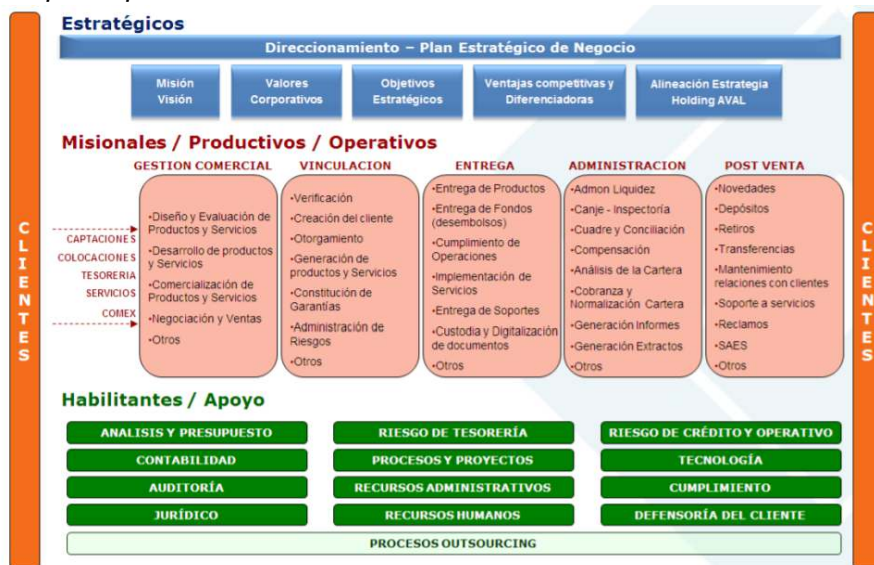 Estratégicos
Direccionamiento – Plan Estratégico de Negocio
Misión
Visión
Valores
Corporativos
Objetivos
Estratégicos
Ventajas competitivas y
Diferenciadoras
Alineación Estrategia
Holding AVAL
Misionales / Productivos / Operativos
CLIENTES
CAPTACIONES
COLOCACIONES
TESORERIA
SERVICIOS
COMEX
GESTION COMERCIAL
•Diseño y Evaluación de
Productos y Servicios
•Desarrollo de productos
y Servicios
•Comercialización de
Productos y Servicios
•Negociación y Ventas
•Otros
VINCULACION
•Verificación
•Creación del cliente
•Otorgamiento
•Generación de
productos y Servicios
•Constitución de
Garantías
•Administración de
Riesgos
•Otros
ENTREGA
•Entrega de Productos
•Entrega de Fondos
(desembolsos)
•Cumplimiento de
Operaciones
•Implementación de
Servicios
•Entrega de Soportes
•Custodia y Digitalización
de documentos
•Otros
ADMINISTRACION
•Admon Liquidez
•Canje - Inspectoría
•Cuadre y Conciliación
•Compensación
•Análisis de la Cartera
•Cobranza y
Normalización Cartera
•Generación Informes
•Generación Extractos
•Otros
POST VENTA
•Novedades
•Depósitos
•Retiros
•Transferencias
•Mantenimiento
relaciones con clientes
•Soporte a servicios
•Reclamos
•SAES
•Otros
CLIENTES
Habilitantes / Apoyo
ANALISIS Y PRESUPUESTO
RIESGO DE TESORERÍA
RIESGO DE CRÉDITO Y OPERATIVO
CONTABILIDAD
PROCESOS Y PROYECTOS
TECNOLOGÍA
AUDITORÍA
RECURSOS ADMINISTRATIVOS
CUMPLIMIENTO
JURÍDICO
RECURSOS HUMANOS
DEFENSORÍA DEL CLIENTE
PROCESOS OUTSOURCING